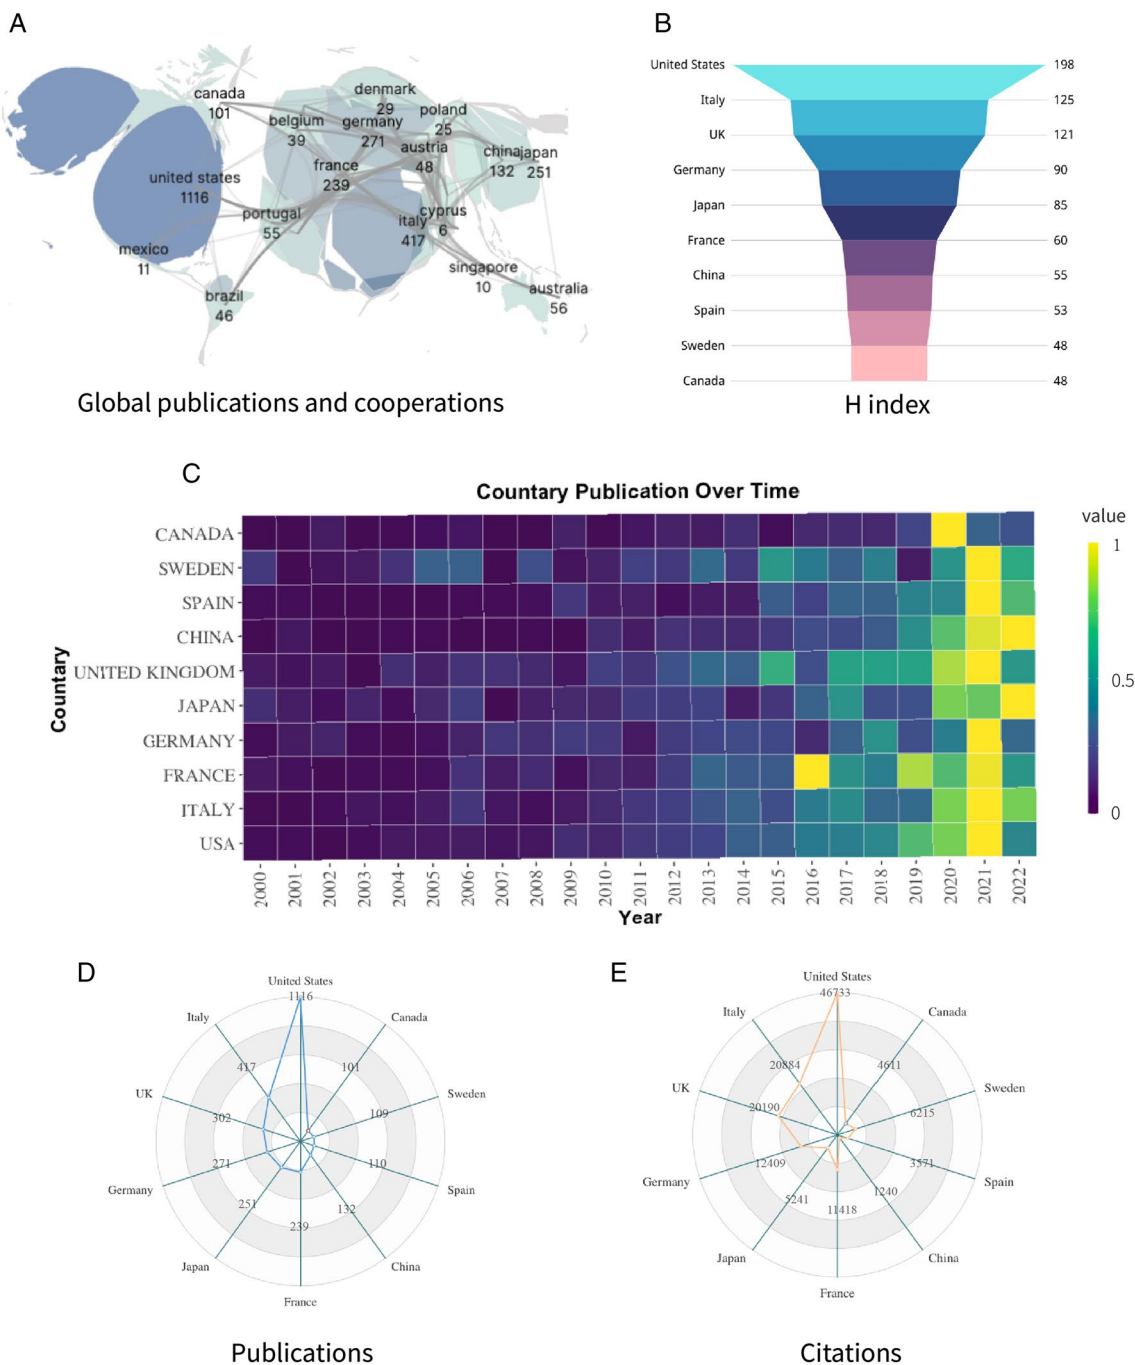 A
canada
101
denmark
29
belgium
39
germany
271
poland
25
france
239
austria
48
china
132
japan
251
united states
1116
portugal
55
italy
417
cyprus
6
mexico
11
singapore
10
brazil
46
australia
56
Global publications and cooperations
B
United States 198
Italy 125
UK 121
Germany 90
Japan 85
France 60
China 55
Spain 53
Sweden 48
Canada 48
H index
C
Countary Publication Over Time
Countary
CANADA
SWEDEN
SPAIN
CHINA
UNITED KINGDOM
JAPAN
GERMANY
FRANCE
ITALY
USA
2000 2001 2002 2003 2004 2005 2006 2007 2008 2009 2010 2011 2012 2013 2014 2015 2016 2017 2018 2019 2020 2021 2022
Year
value
1
0.5
0
D
United States
1116
Italy
417
Canada
101
UK
302
Sweden
109
Germany
271
Spain
110
Japan
251
China
132
France
239
Publications
E
United States
46733
Italy
20884
Canada
4611
UK
20190
Sweden
6215
Germany
12409
Spain
3571
Japan
5241
China
1240
France
11418
Citations